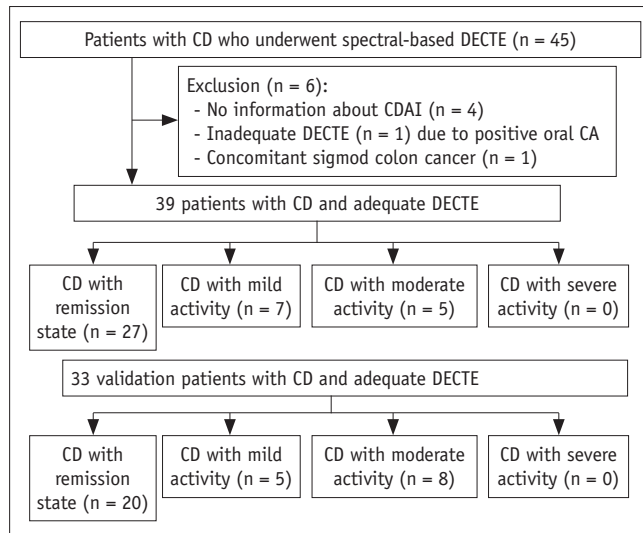 Patients with CD who underwent spectral-based DECTE (n = 45)
Exclusion (n = 6):
- No information about CDAI (n = 4)
- Inadequate DECTE (n = 1) due to positive oral CA
- Concomitant sigmod colon cancer (n = 1)
39 patients with CD and adequate DECTE
CD with
remission
state (n = 27)
CD with mild
activity (n = 7)
CD with moderate
activity (n = 5)
CD with severe
activity (n = 0)
33 validation patients with CD and adequate DECTE
CD with
remission
state (n = 20)
CD with mild
activity (n = 5)
CD with moderate
activity (n = 8)
CD with severe
activity (n = 0)